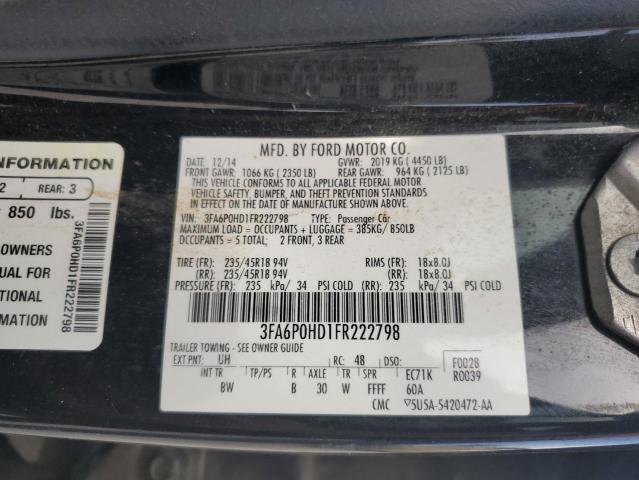 INFORMATION
2 REAR: 3
850 lbs.
OWNERS
UAL FOR
TIONAL
RMATION
3FA6P0HD1FR222798
MFD. BY FORD MOTOR CO.
12/14 GVWR: 2019 KG ( 4450 LB)
FRONT GAWR: 1066 KG ( 2350 LB) REAR GAWR: 964 KG ( 2125 LB)
THIS VEHICLE CONFORMS TO ALL APPLICABLE FEDERAL MOTOR
VEHICLE SAFETY, BUMPER, AND THEFT PREVENTION STANDARDS
IN EFFECT ON THE DATE OF MANUFACTURE SHOWN ABOVE.
VIN: 3FA6P0HD1FR222798 TYPE: Passenger Car
MAXIMUM LOAD = OCCUPANTS + LUGGAGE = 385KG/850LB
OCCUPANTS = 5 TOTAL: 2 FRONT, 3 REAR
TIRE (FR): 235/45R18 94V RIMS (FR): 18x8.0J
(RR): 235/45R18 94V (RR): 18x8.0J
PRESSURE (FR): 235 kPa/ 34 PSI COLD (RR): 235 kPa/ 34 PSI COLD
3FA6P0HD1FR222798
TRAILER TOWING - SEE OWNER GUIDE
EXT PNT: UH RC: 48 DSO: F0028
INT TR TP/PS R AXLE TR SPR EC71K R0039
BW B 30 W FFFF 60A
CMC 5U5A-5420472-AA